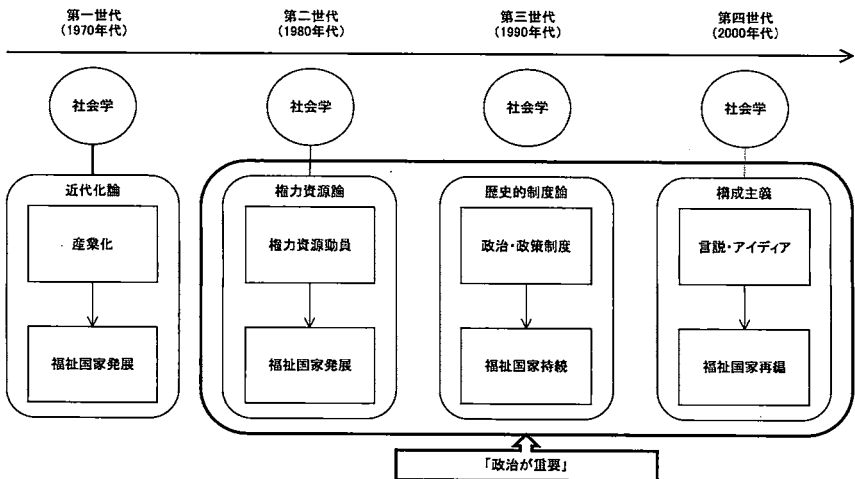 第一世代
(1970年代)
第二世代
(1980年代)
第三世代
(1990年代)
第四世代
(2000年代)
社会学
社会学
社会学
社会学
近代化論
権力資源論
歴史的制度論
構成主義
産業化
権力資源動員
政治・政策制度
言説・アイディア
福祉国家発展
福祉国家発展
福祉国家持続
福祉国家再編
「政治が重要」